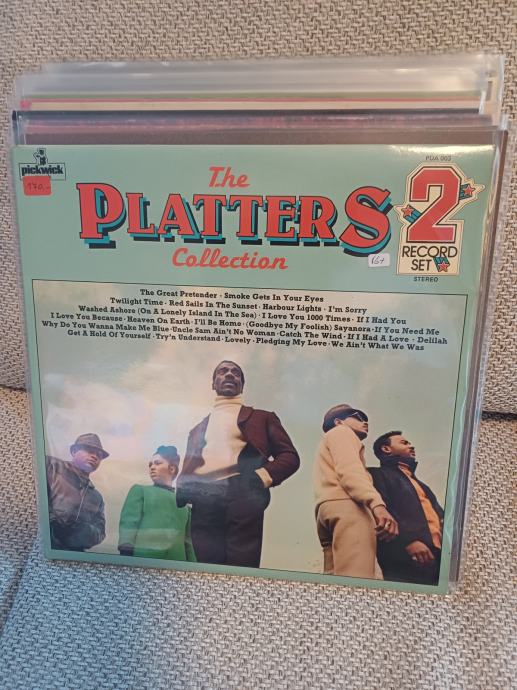 pickwick
170,-
The
PLATTERS
Collection
16+
PDA 003
2
RECORD
SET
STEREO
The Great Pretender · Smoke Gets In Your Eyes
Twilight Time · Red Sails In The Sunset · Harbour Lights · I'm Sorry
Washed Ashore (On A Lonely Island In The Sea) · I Love You 1000 Times · If I Had You
I Love You Because · Heaven On Earth · I'll Be Home · (Goodbye My Foolish) Sayanora · If You Need Me
Why Do You Wanna Make Me Blue · Uncle Sam Ain't No Woman · Catch The Wind · If I Had A Love · Delilah
Get A Hold Of Yourself · Try'n Understand · Lovely · Pledging My Love · We Ain't What We Was